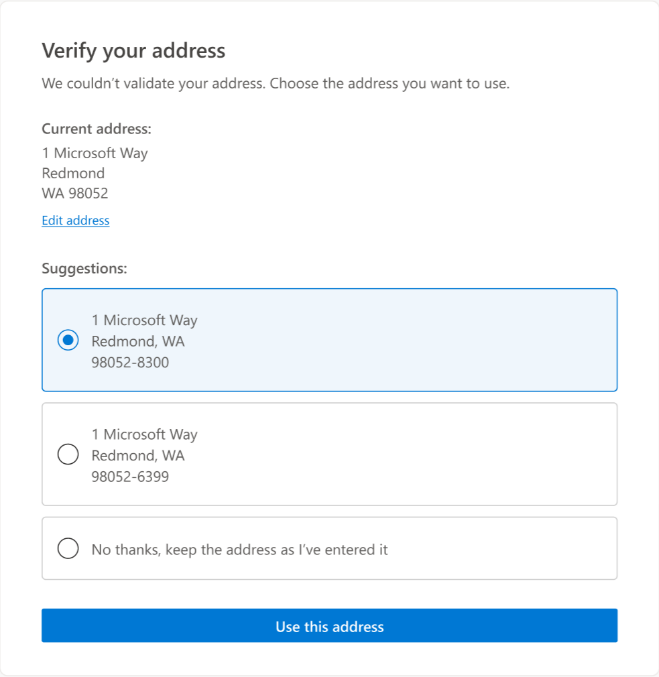 Verify your address
We couldn’t validate your address. Choose the address you want to use.
Current address:
1 Microsoft Way
Redmond
WA 98052
Edit address
Suggestions:
1 Microsoft Way
Redmond, WA
98052-8300
1 Microsoft Way
Redmond, WA
98052-6399
No thanks, keep the address as I’ve entered it
Use this address